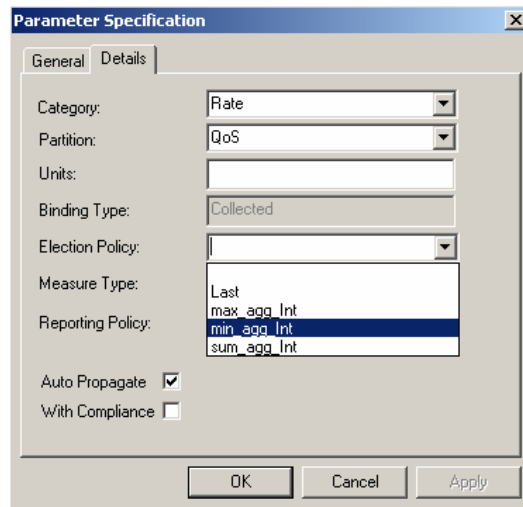 Parameter Specification
General Details
Category: Rate
Partition: QoS
Units:
Binding Type: Collected
Election Policy:
Measure Type:
Last
max_agg_Int
Reporting Policy:
min_agg_Int
sum_agg_Int
Auto Propagate
With Compliance
OK Cancel Apply